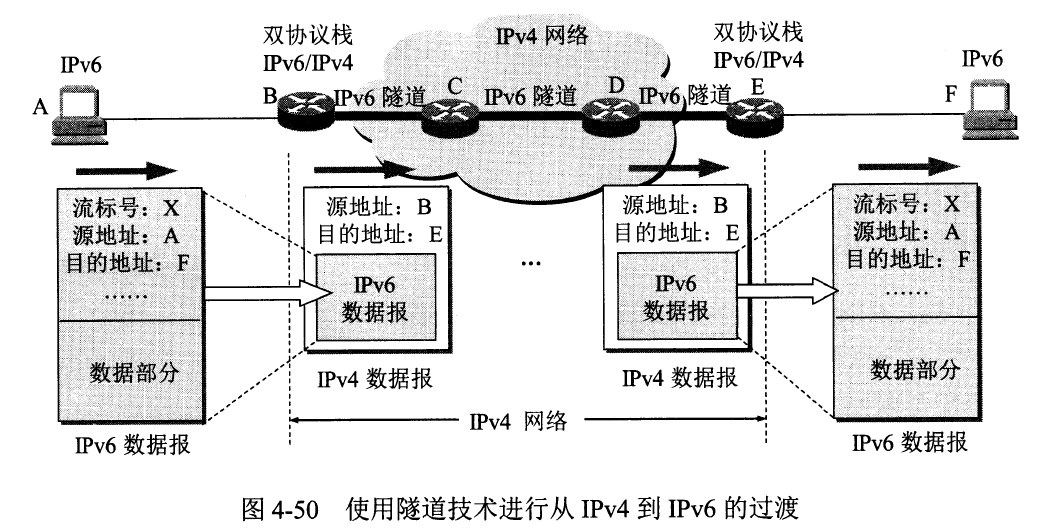 双协议栈
IPv6/IPv4
IPv4 网络
双协议栈
IPv6/IPv4
IPv6
IPv6
A
B
IPv6 隧道
C
IPv6 隧道
D
IPv6 隧道
E
F
流标号：X
源地址：A
目的地址：F
……
数据部分
IPv6 数据报
源地址：B
目的地址：E
IPv6
数据报
IPv4 数据报
…
源地址：B
目的地址：E
IPv6
数据报
IPv4 数据报
流标号：X
源地址：A
目的地址：F
……
数据部分
IPv6 数据报
IPv4 网络
图 4-50 使用隧道技术进行从 IPv4 到 IPv6 的过渡